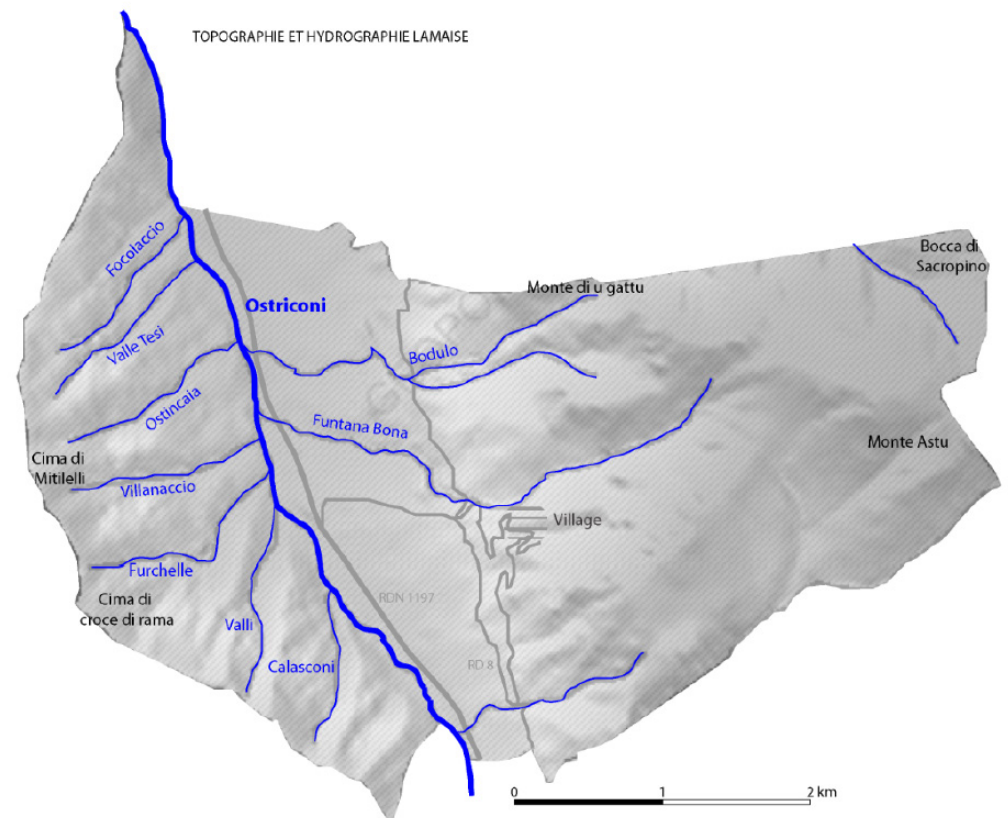 TOPOGRAPHIE ET HYDROGRAPHIE LAMAISE
Focolaccio
Bocca di
Sacropino
Monte di u gattu
Ostriconi
Valle Tesi
Bodulo
Ostincaia
Funtana Bona
Monte Astu
Cima di
Mitilelli
Villanaccio
Village
Furchelle
Cima di
croce di rama
RDN 1197
Valli
Calasconi
RD 8
0 1 2 km